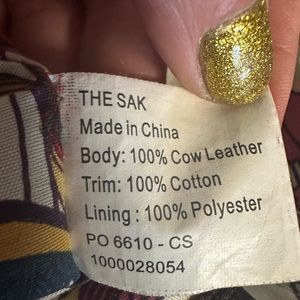 THE SAK
Made in China
Body: 100% Cow Leather
Trim: 100% Cotton
Lining : 100% Polyester
PO 6610 - CS
1000028054